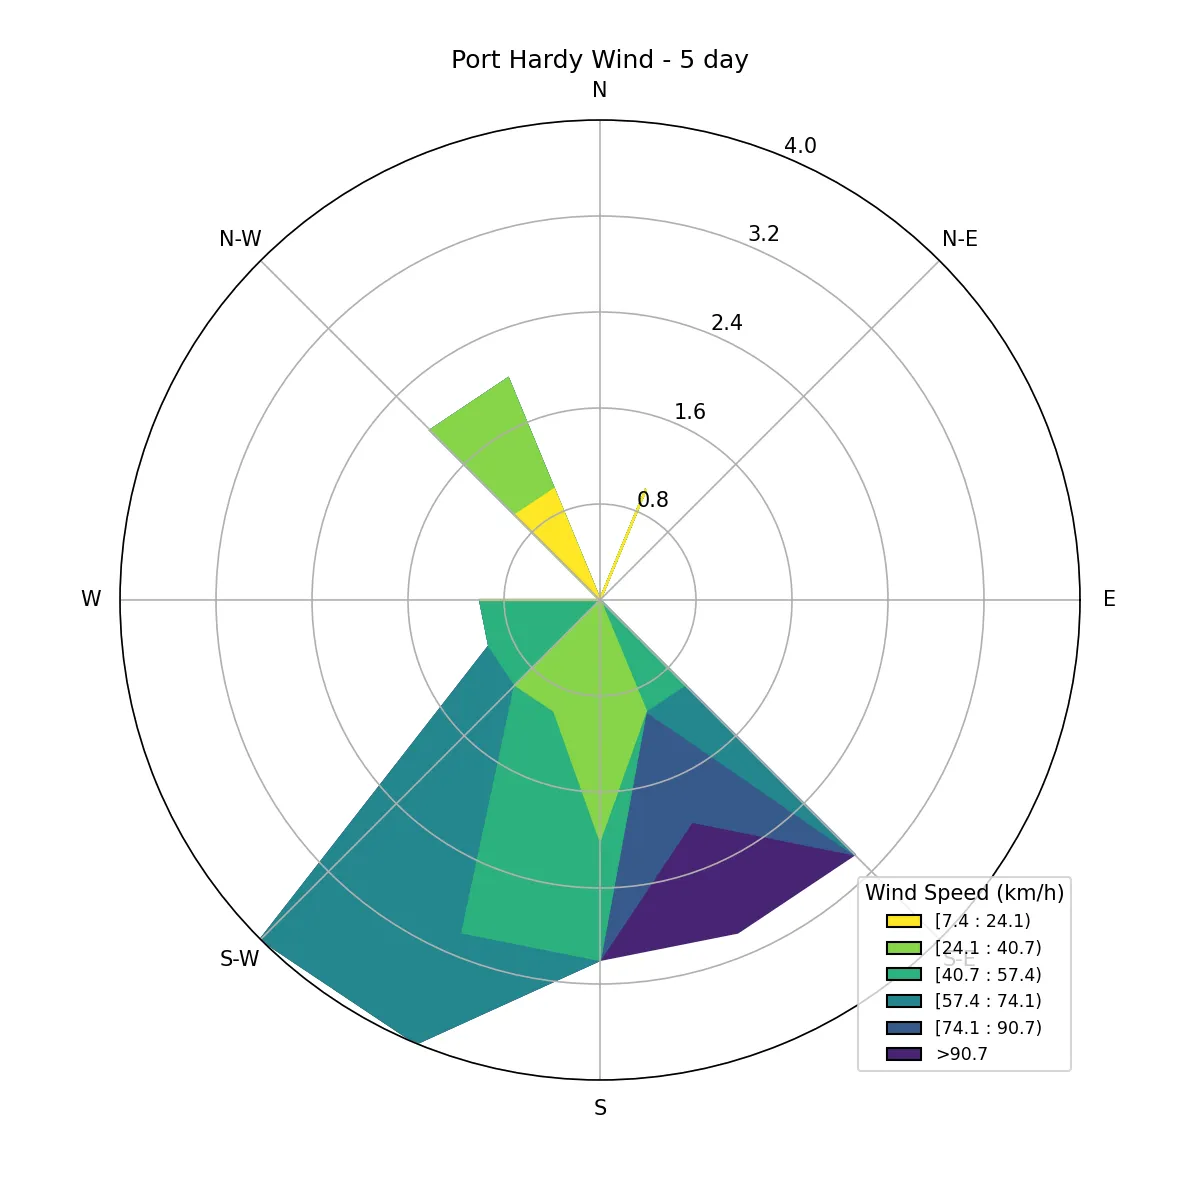 Port Hardy Wind - 5 day
N
4.0
N-W
3.2
N-E
2.4
1.6
0.8
W
E
Wind Speed (km/h)
[7.4 : 24.1)
[24.1 : 40.7)
S-W
S-E
[40.7 : 57.4)
[57.4 : 74.1)
[74.1 : 90.7)
>90.7
S